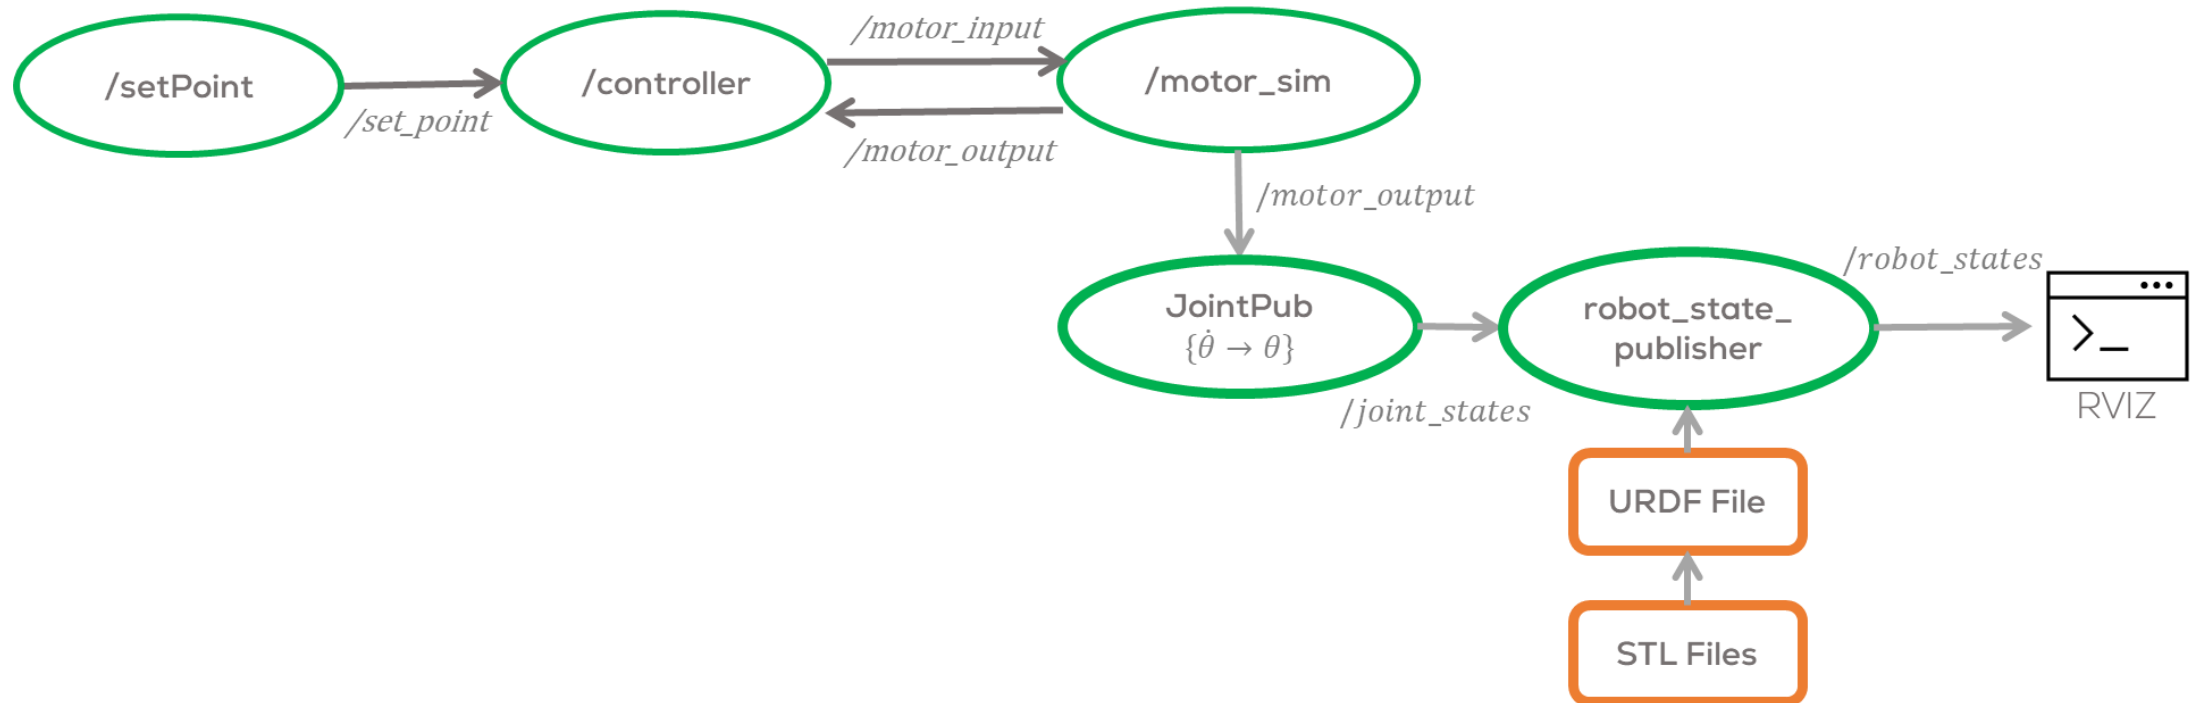 /setPoint
/set_point
/controller
/motor_input
/motor_output
/motor_sim
/motor_output
JointPub
{θ̇ → θ}
/joint_states
robot_state_
publisher
/robot_states
>_
RVIZ
URDF File
STL Files